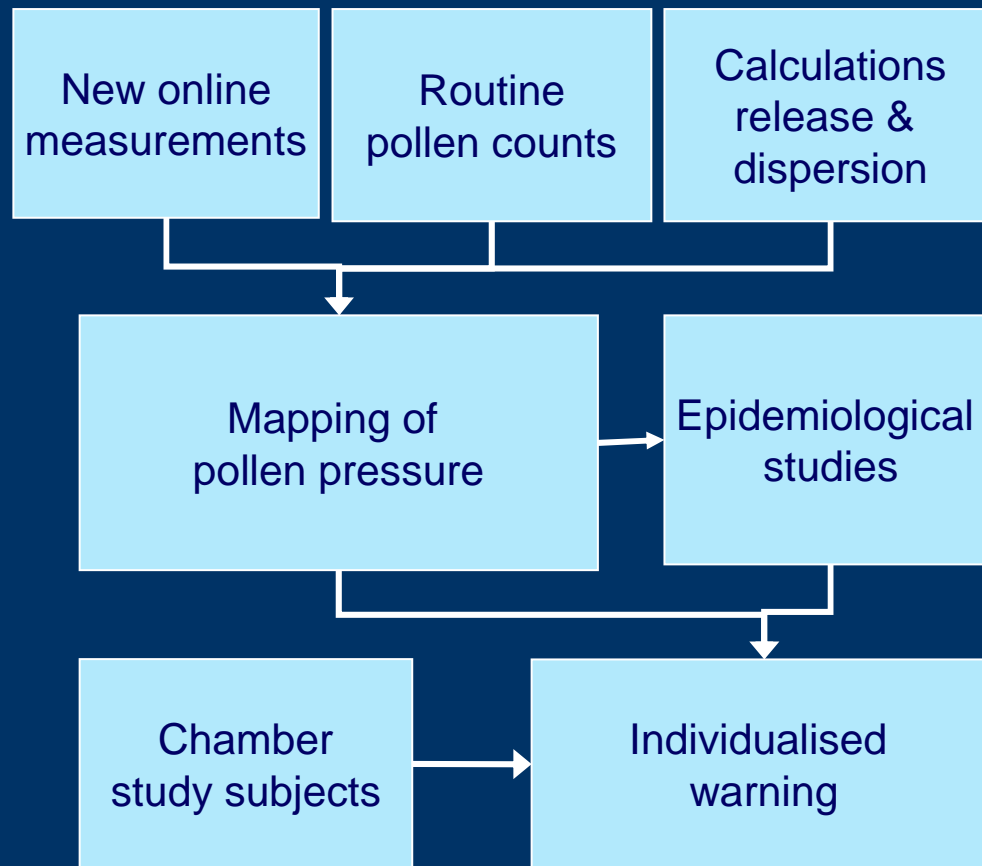 New online
measurements
Routine
pollen counts
Calculations
release &
dispersion
Mapping of
pollen pressure
Epidemiological
studies
Chamber
study subjects
Individualised
warning